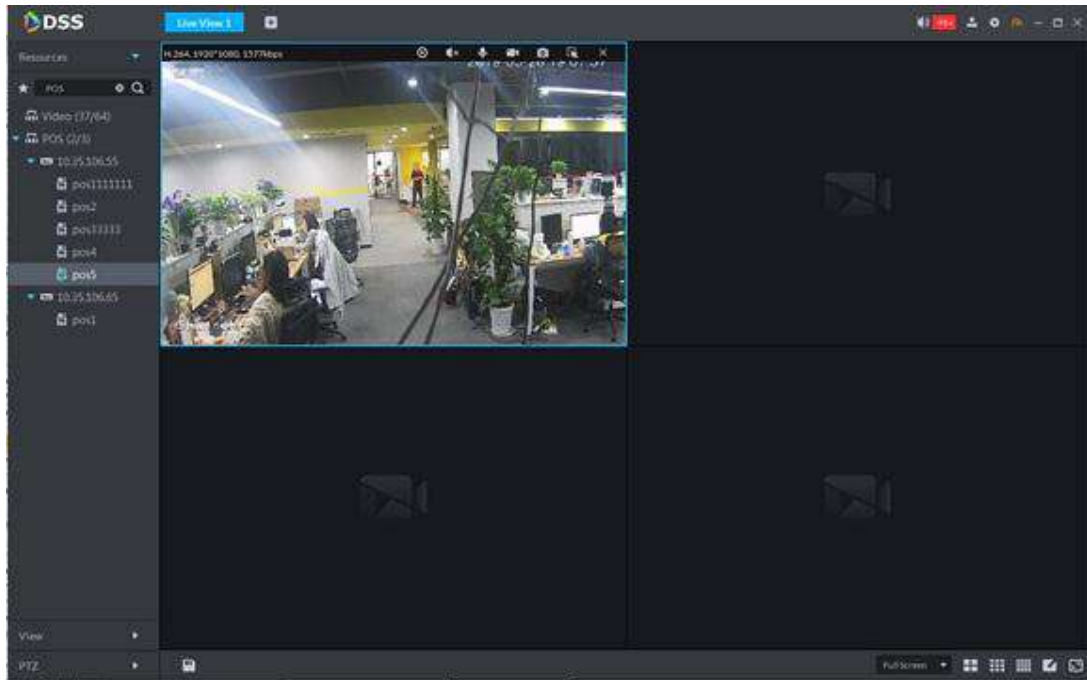 DSS
Live View 1
Resources
H.264, 1920*1080, 1577kbps
POS
Video (37/64)
POS (2/3)
10.35.106.55
pos1111111
pos2
pos33333
pos4
pos5
10.35.106.65
pos1
View
PTZ
Full Screen